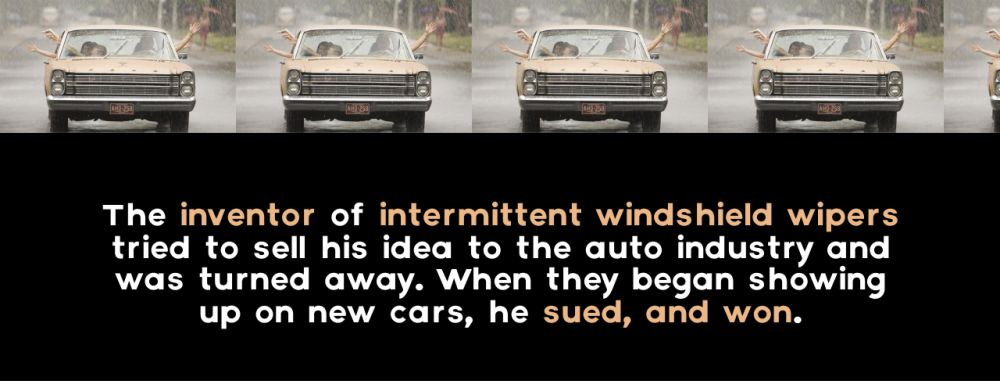 The inventor of intermittent windshield wipers
tried to sell his idea to the auto industry and
was turned away. When they began showing
up on new cars, he sued, and won.